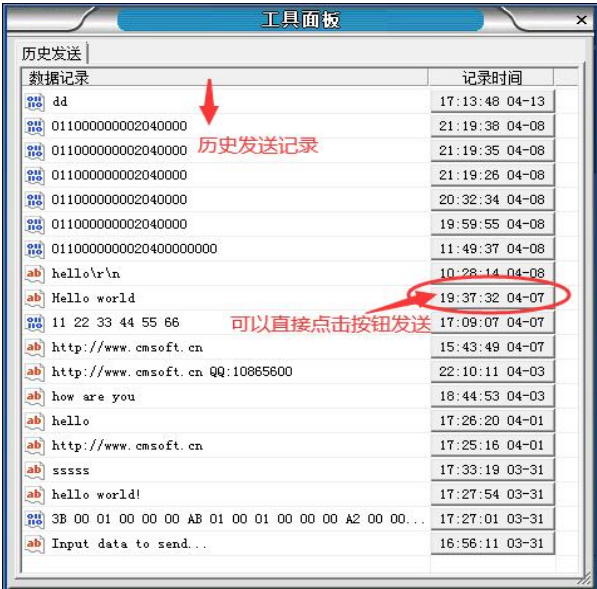 工具面板
历史发送
数据记录 记录时间
dd 17:13:48 04-13
011000000002040000 21:19:38 04-08
011000000002040000 21:19:35 04-08
历史发送记录
011000000002040000 21:19:26 04-08
011000000002040000 20:32:34 04-08
011000000002040000 19:59:55 04-08
0110000000020400000000 11:49:37 04-08
hello\r\n 10:28:14 04-08
Hello world 19:37:32 04-07
11 22 33 44 55 66 17:09:07 04-07
可以直接点击按钮发送
http://www.cmsoft.cn 15:43:49 04-07
http://www.cmsoft.cn QQ:10865600 22:10:11 04-03
how are you 18:44:53 04-03
hello 17:26:20 04-01
http://www.cmsoft.cn 17:25:16 04-01
sssss 17:33:19 03-31
hello world! 17:27:54 03-31
3B 00 01 00 00 00 AB 01 00 01 00 00 00 A2 00 00... 17:27:01 03-31
Input data to send... 16:56:11 03-31